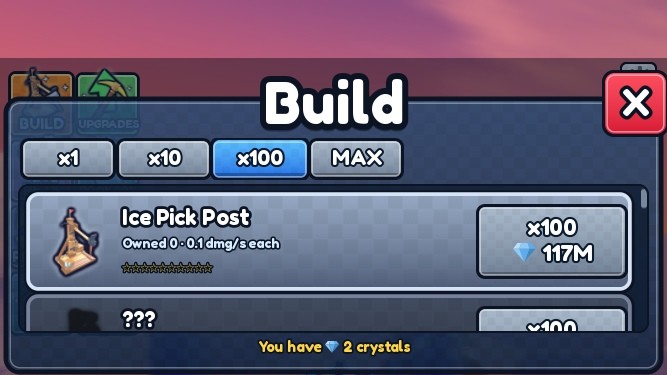 Build
BUILD
UPGRADES
x1
x10
x100
MAX
Ice Pick Post
Owned 0 · 0.1 dmg/s each
x100
117M
???
x100
You have 2 crystals